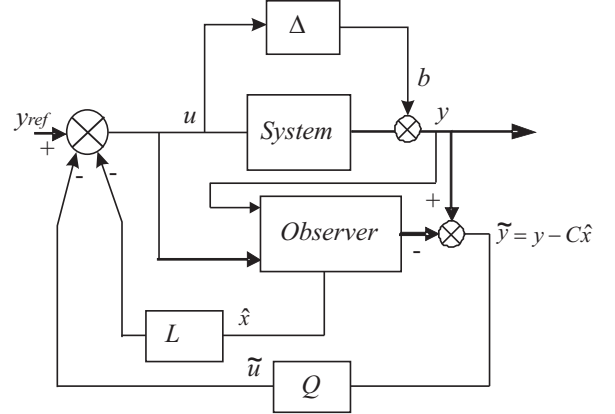 Δ
b
y_ref
u
System
y
+
-
-
+
Observer
-
ỹ = y − Cx̂
L
x̂
ũ
Q